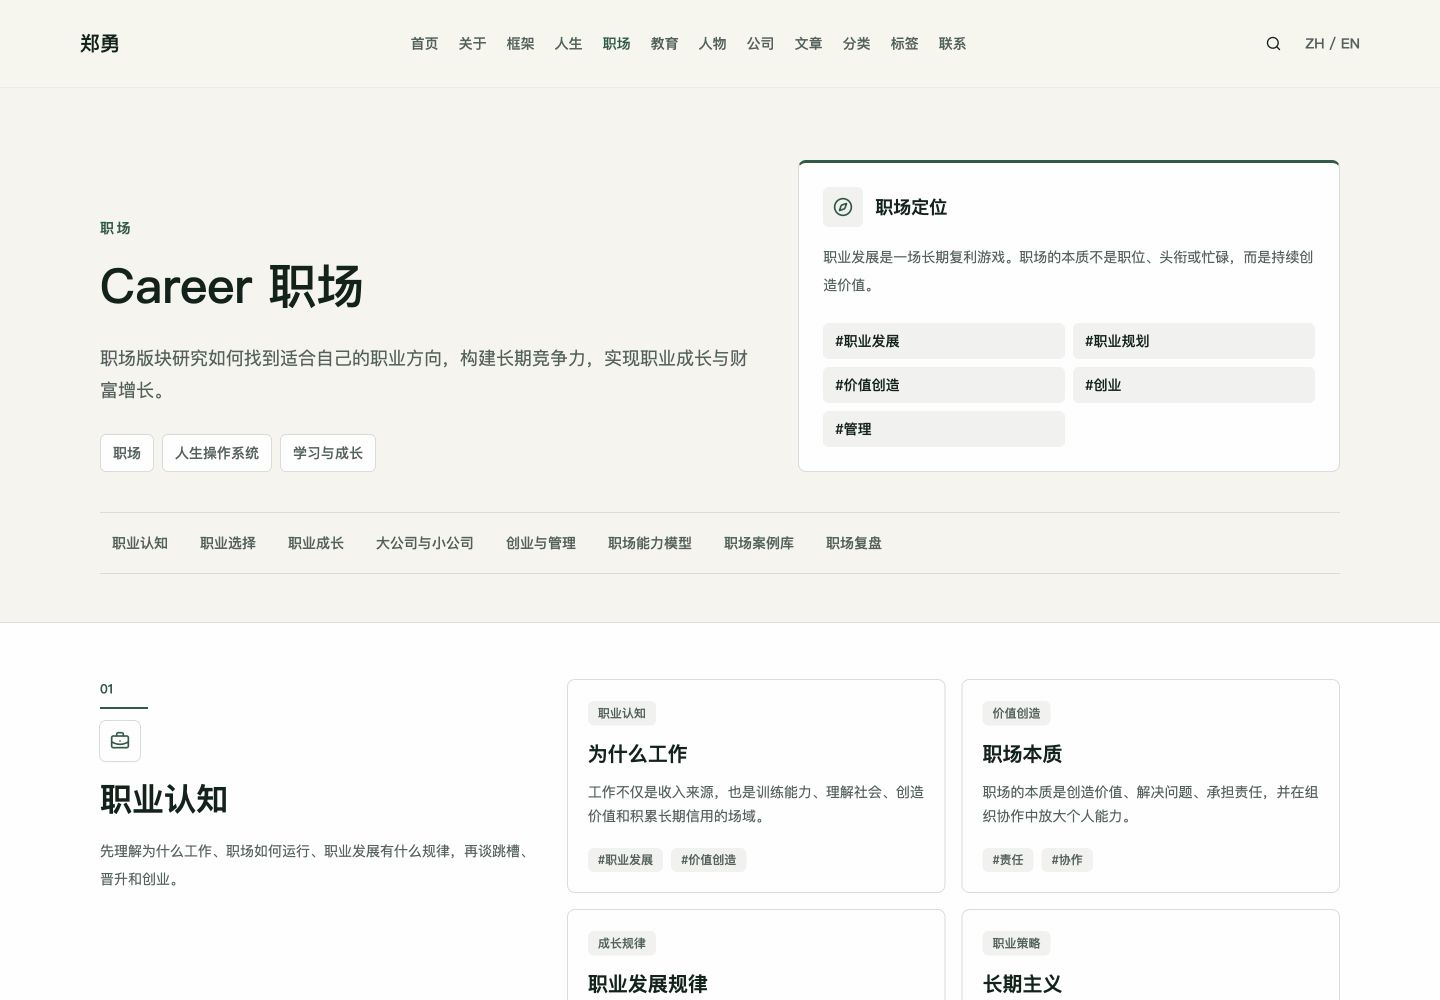 郑勇
首页 关于 框架 人生 职场 教育 人物 公司 文章 分类 标签 联系
ZH / EN
职场
Career 职场
职场版块研究如何找到适合自己的职业方向，构建长期竞争力，实现职业成长与财
富增长。
职场 人生操作系统 学习与成长
职场定位
职业发展是一场长期复利游戏。职场的本质不是职位、头衔或忙碌，而是持续创
造价值。
#职业发展 #职业规划
#价值创造 #创业
#管理
职业认知 职业选择 职业成长 大公司与小公司 创业与管理 职场能力模型 职场案例库 职场复盘
01
职业认知
先理解为什么工作、职场如何运行、职业发展有什么规律，再谈跳槽、
晋升和创业。
职业认知
为什么工作
工作不仅是收入来源，也是训练能力、理解社会、创造
价值和积累长期信用的场域。
#职业发展 #价值创造
价值创造
职场本质
职场的本质是创造价值、解决问题、承担责任，并在组
织协作中放大个人能力。
#责任 #协作
成长规律
职业发展规律
职业策略
长期主义